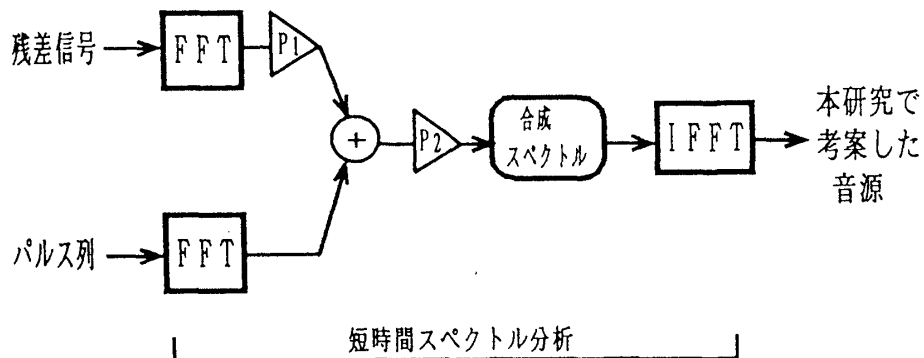 残差信号
FFT
P1
+
P2
合成
スペクトル
IFFT
本研究で
考案した
音源
パルス列
FFT
短時間スペクトル分析